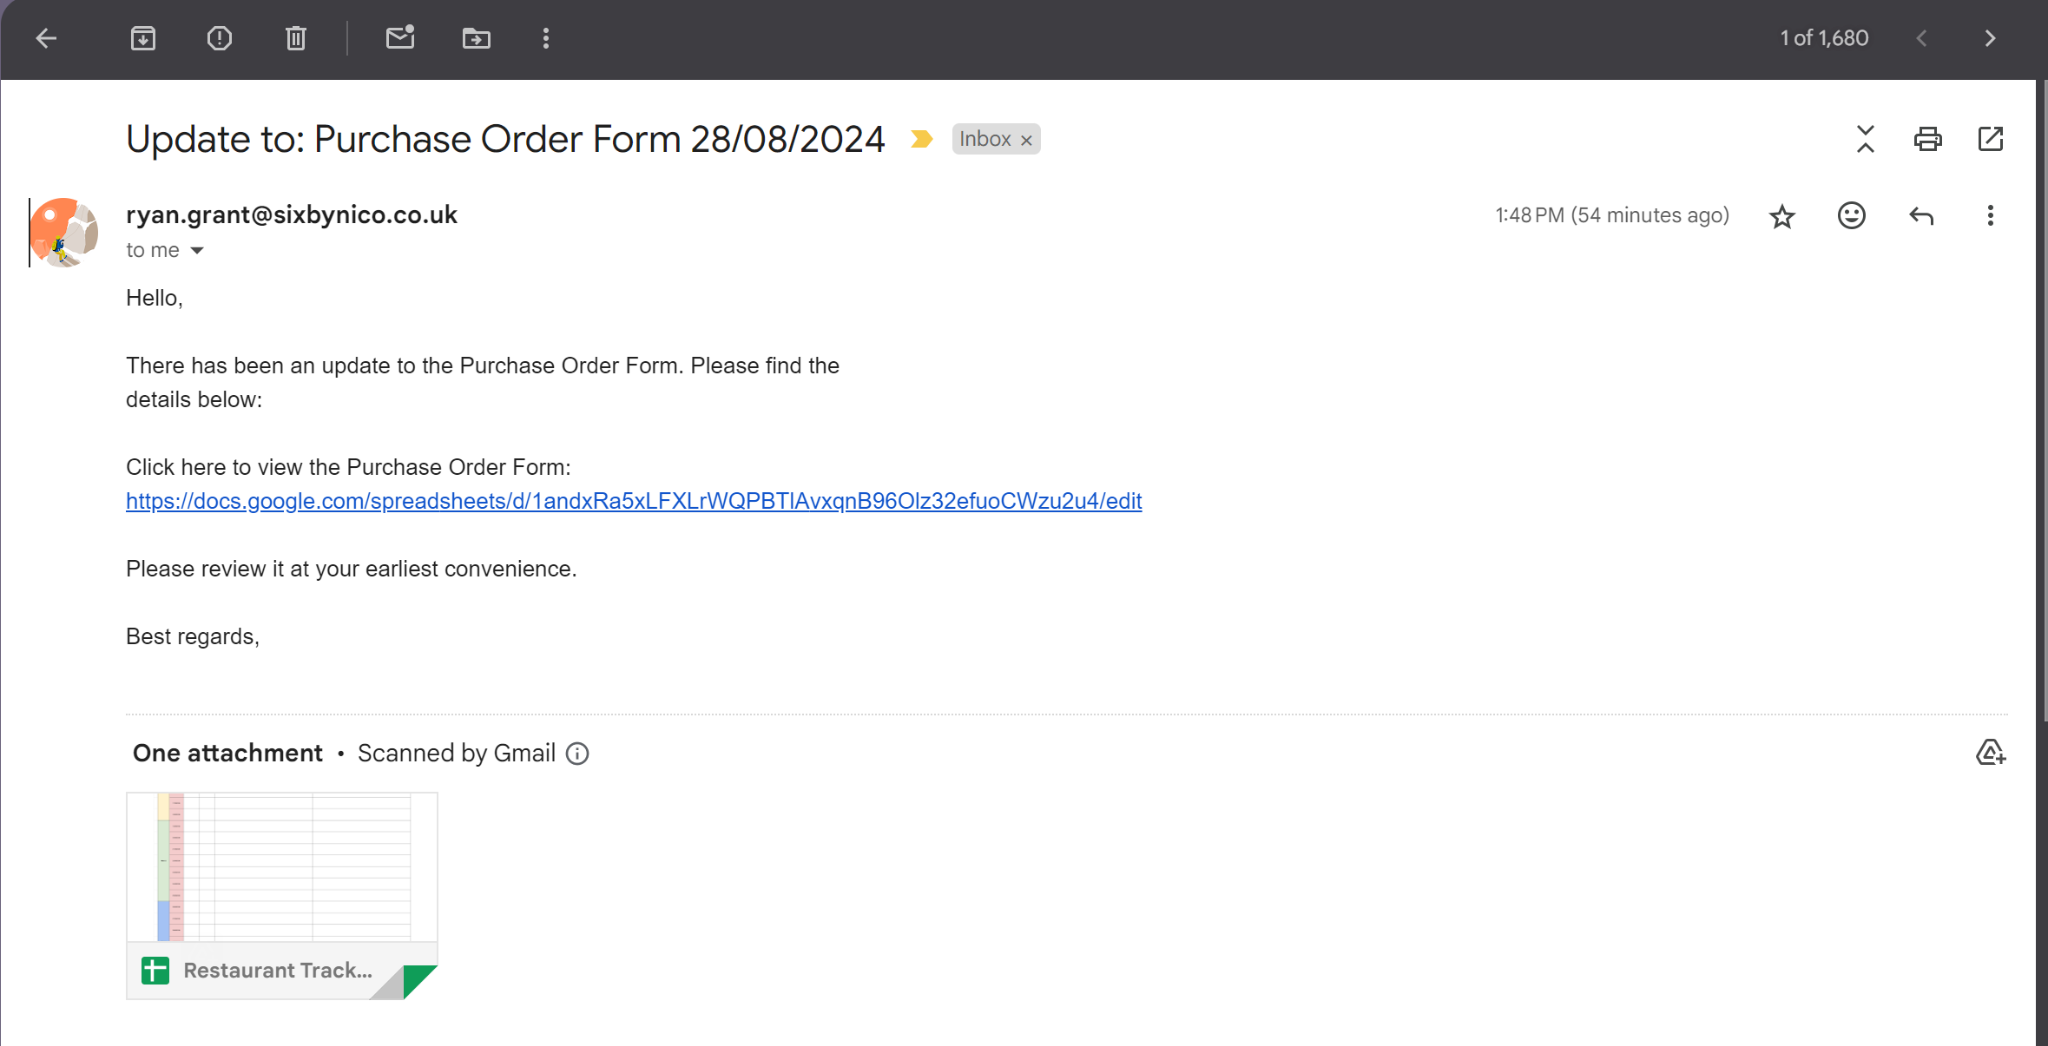 1 of 1,680
Update to: Purchase Order Form 28/08/2024 Inbox ×
ryan.grant@sixbynico.co.uk 1:48 PM (54 minutes ago)
to me
Hello,
There has been an update to the Purchase Order Form. Please find the
details below:
Click here to view the Purchase Order Form:
https://docs.google.com/spreadsheets/d/1andxRa5xLFXLrWQPBTlAvxqnB96Olz32efuoCWzu2u4/edit
Please review it at your earliest convenience.
Best regards,
One attachment • Scanned by Gmail
Restaurant Track...